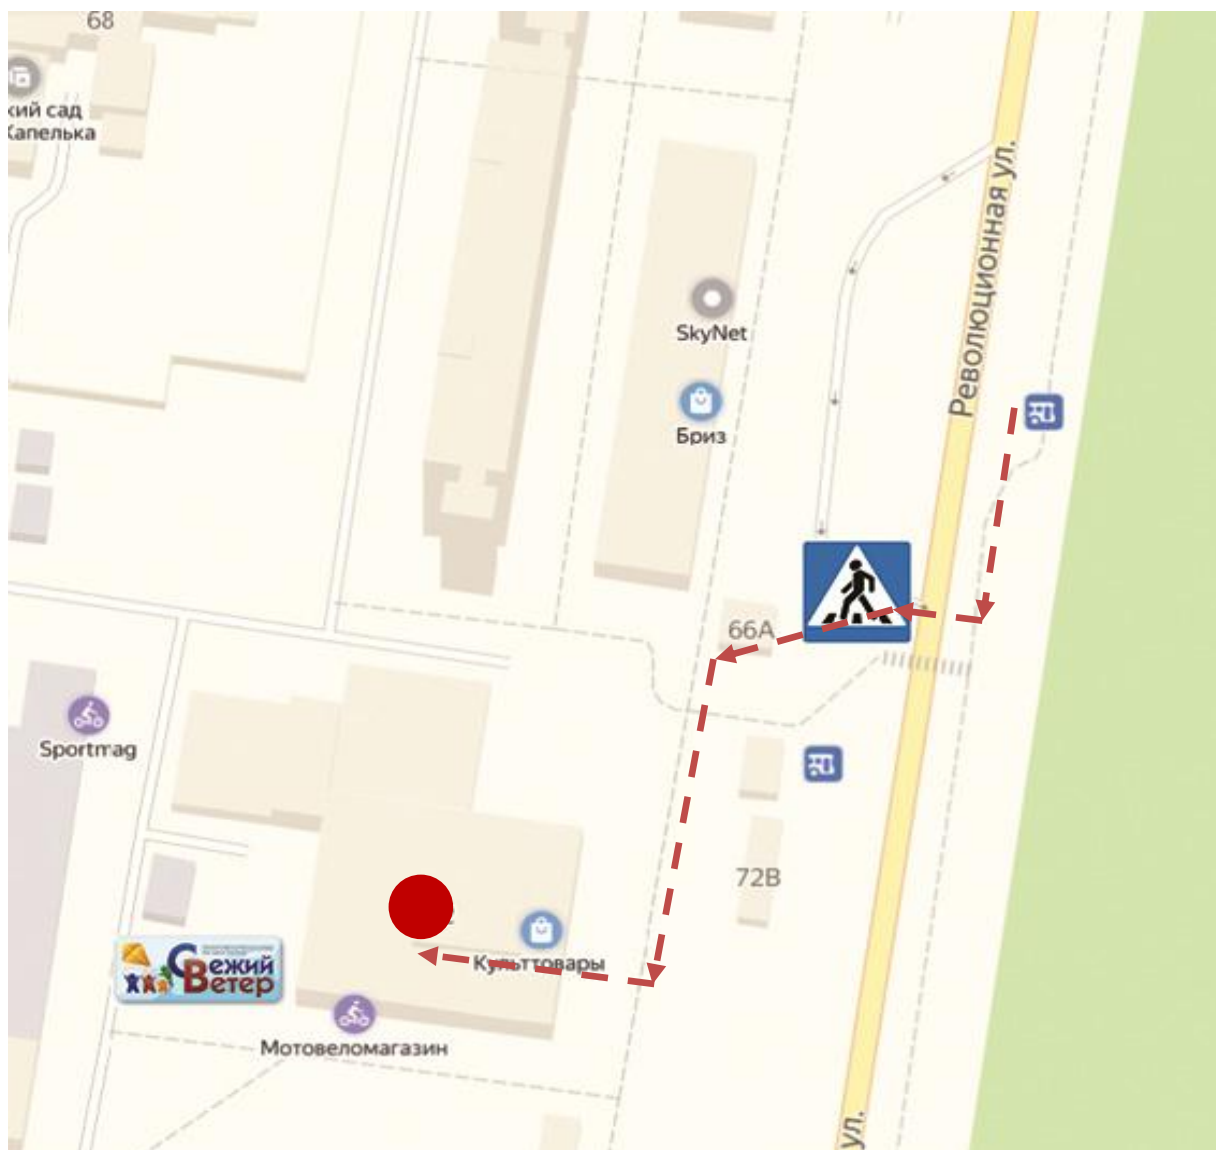 68
кий сад
Капелька
Революционная ул.
SkyNet
Бриз
66А
Sportmag
72В
Культтовары
Свежий
Ветер
Мотовеломагазин
ул.